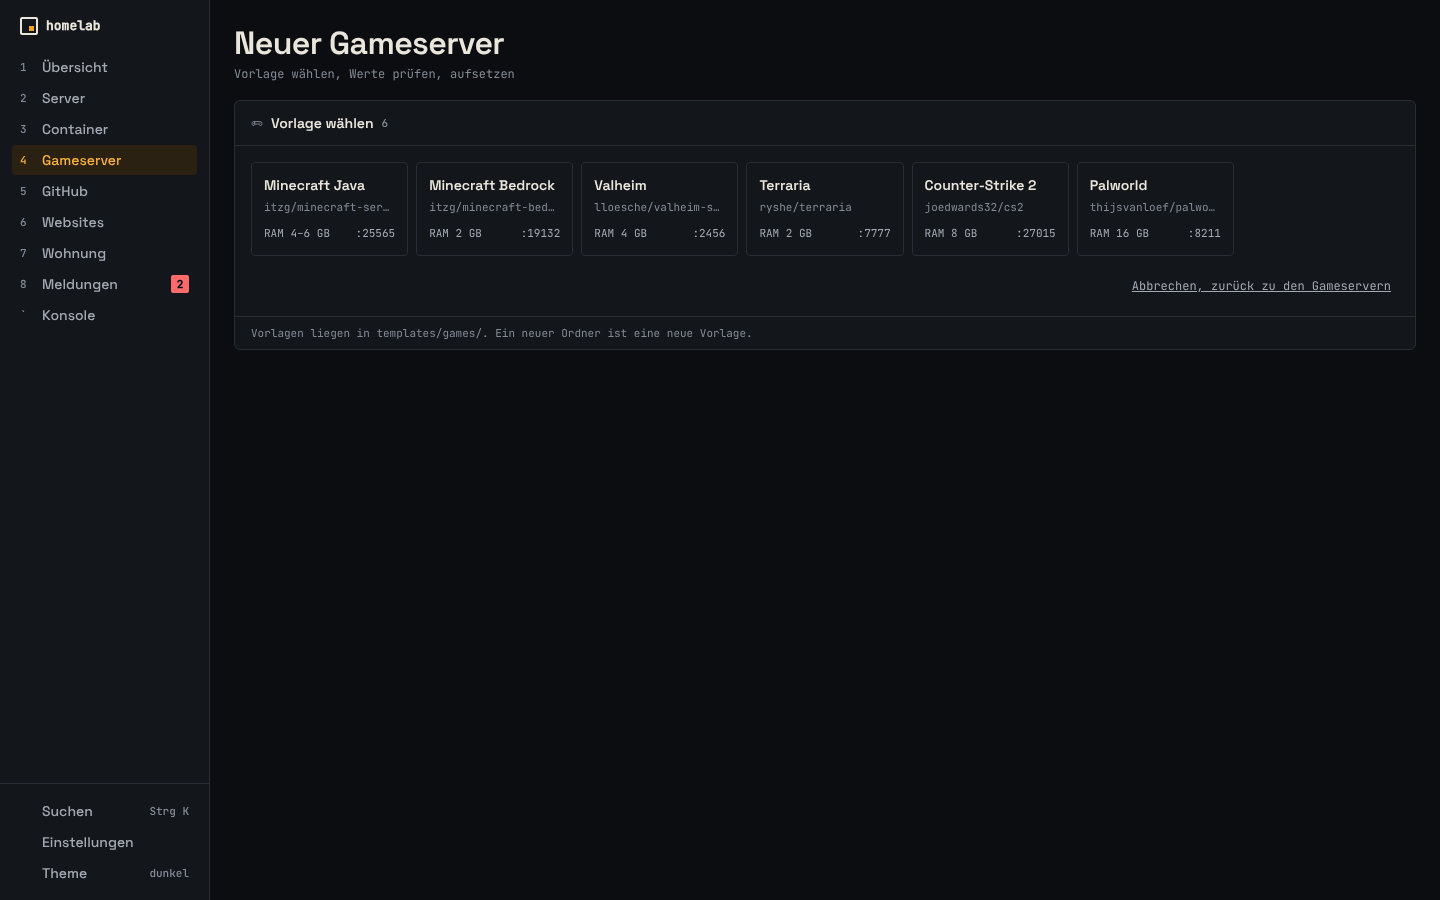 homelab
1 Übersicht
2 Server
3 Container
4 Gameserver
5 GitHub
6 Websites
7 Wohnung
8 Meldungen 2
` Konsole
Suchen Strg K
Einstellungen
Theme dunkel
Neuer Gameserver
Vorlage wählen, Werte prüfen, aufsetzen
Vorlage wählen 6
Minecraft Java
itzg/minecraft-ser…
RAM 4–6 GB :25565
Minecraft Bedrock
itzg/minecraft-bed…
RAM 2 GB :19132
Valheim
lloesche/valheim-s…
RAM 4 GB :2456
Terraria
ryshe/terraria
RAM 2 GB :7777
Counter-Strike 2
joedwards32/cs2
RAM 8 GB :27015
Palworld
thijsvanloef/palwo…
RAM 16 GB :8211
Abbrechen, zurück zu den Gameservern
Vorlagen liegen in templates/games/. Ein neuer Ordner ist eine neue Vorlage.